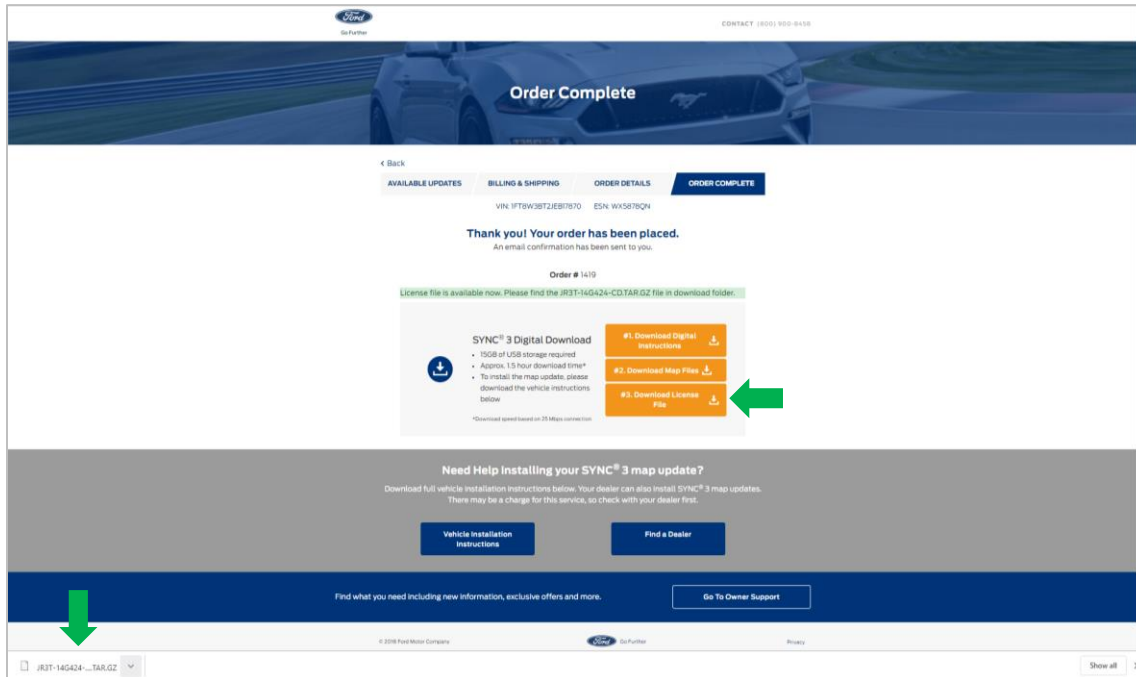 Ford
Go Further
CONTACT (800) 900-8458
Order Complete
< Back
AVAILABLE UPDATES
BILLING & SHIPPING
ORDER DETAILS
ORDER COMPLETE
VIN: 1FT8W3BT2JEB17870 ESN: WX5878QN
Thank you! Your order has been placed.
An email confirmation has been sent to you.
Order # 1419
License file is available now. Please find the JR3T-14G424-CD.TAR.GZ file in download folder.
SYNC® 3 Digital Download
• 15GB of USB storage required
• Approx. 1.5 hour download time*
• To install the map update, please
download the vehicle instructions
below
*Download speed based on 25 Mbps connection
#1. Download Digital
Instructions
#2. Download Map Files
#3. Download License
File
Need Help Installing your SYNC® 3 map update?
Download full vehicle installation instructions below. Your dealer can also install SYNC® 3 map updates.
There may be a charge for this service, so check with your dealer first.
Vehicle Installation
Instructions
Find a Dealer
Find what you need including new information, exclusive offers and more.
Go To Owner Support
© 2018 Ford Motor Company
Ford
Go Further
Privacy
JR3T-14G424-....TAR.GZ
Show all